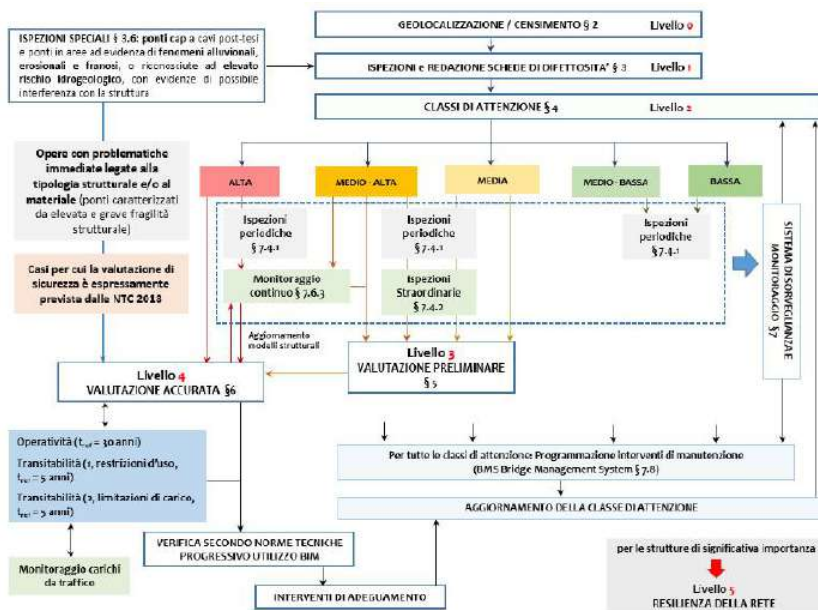 GEOLOCALIZZAZIONE / CENSIMENTO § 2 Livello 0
ISPEZIONI SPECIALI § 3.6: ponti cap a cavi post-tesi
e ponti in aree ad evidenza di fenomeni alluvionali,
erosionali e franosi, o riconosciute ad elevato
rischio idrogeologico, con evidenze di possibile
interferenza con la struttura
ISPEZIONI e REDAZIONE SCHEDE DI DIFETTOSITA' § 3 Livello 1
CLASSI DI ATTENZIONE § 4 Livello 2
Opere con problematiche
immediate legate alla
tipologia strutturale e/o al
materiale (ponti caratterizzati
da elevata e grave fragilità
strutturale)
Casi per cui la valutazione di
sicurezza è espressamente
prevista dalle NTC 2018
ALTA
MEDIO - ALTA
MEDIA
MEDIO - BASSA
BASSA
Ispezioni
periodiche
§ 7.4.1
Ispezioni
periodiche
§ 7.4.1
Ispezioni
periodiche
§ 7.4.1
Monitoraggio
continuo § 7.6.3
Ispezioni
Straordinarie
§ 7.4.2
SISTEMA DI SORVEGLIANZA E
MONITORAGGIO § 7
Aggiornamento
modelli strutturali
Livello 3
VALUTAZIONE PRELIMINARE
§ 5
Livello 4
VALUTAZIONE ACCURATA §6
Operatività (t_ref = 30 anni)
Transitabilità (1, restrizioni d'uso,
t_ref = 5 anni)
Transitabilità (2, limitazioni di carico,
t_ref = 5 anni)
Monitoraggio carichi
da traffico
Per tutte le classi di attenzione: Programmazione interventi di manutenzione
(BMS Bridge Management System § 7.8)
AGGIORNAMENTO DELLA CLASSE DI ATTENZIONE
VERIFICA SECONDO NORME TECNICHE
PROGRESSIVO UTILIZZO BIM
INTERVENTI DI ADEGUAMENTO
per le strutture di significativa importanza
Livello 5
RESILIENZA DELLA RETE